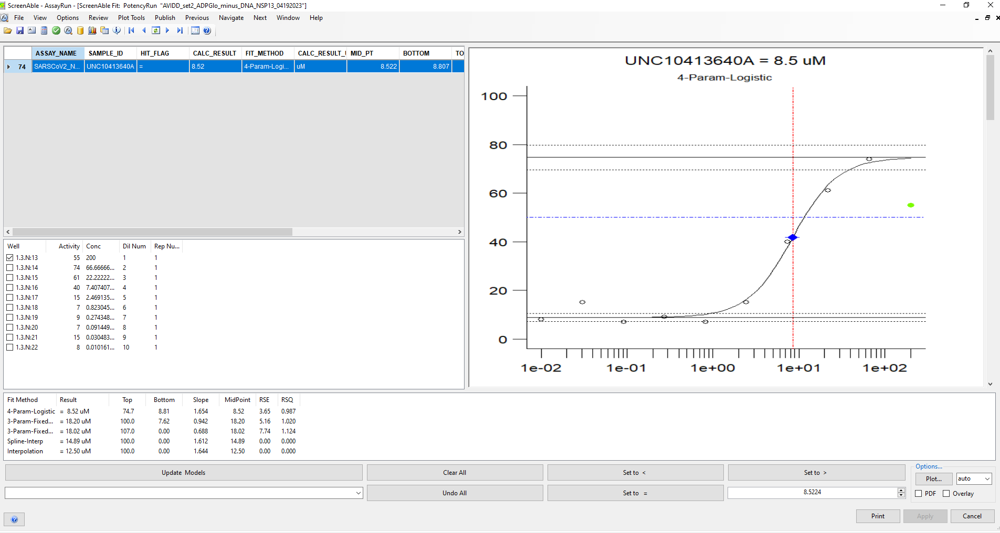 ScreenAble - AssayRun - [ScreenAble Fit:  PotencyRun  "AVIDD_set2_ADPGlo_minus_DNA_NSP13_04192023"]
File View Options Review Plot Tools Publish Previous Navigate Next Window Help
ASSAY_NAME SAMPLE_ID HIT_FLAG CALC_RESULT FIT_METHOD CALC_RESULT_U MID_PT BOTTOM TO
74 SARSCoV2_N... UNC10413640A = 8.52 4-Param-Logi... uM 8.522 8.807
Well Activity Conc Dil Num Rep Nu...
1.3.N:13 55 200 1 1
1.3.N:14 74 66.66666... 2 1
1.3.N:15 61 22.22222... 3 1
1.3.N:16 40 7.407407... 4 1
1.3.N:17 15 2.469135... 5 1
1.3.N:18 7 0.823045... 6 1
1.3.N:19 9 0.274348... 7 1
1.3.N:20 7 0.091449... 8 1
1.3.N:21 15 0.030483... 9 1
1.3.N:22 8 0.010161... 10 1
UNC10413640A = 8.5 uM
4-Param-Logistic
100
80
60
40
20
0
1e-02 1e-01 1e+00 1e+01 1e+02
Fit Method Result Top Bottom Slope MidPoint RSE RSQ
4-Param-Logistic = 8.52 uM 74.7 8.81 1.654 8.52 3.65 0.987
3-Param-Fixed... = 18.20 uM 100.0 7.62 0.942 18.20 5.16 1.020
3-Param-Fixed... = 18.02 uM 107.0 0.00 0.688 18.02 7.74 1.124
Spline-Interp = 14.89 uM 100.0 0.00 1.612 14.89 0.00 0.000
Interpolation = 12.50 uM 100.0 0.00 1.644 12.50 0.00 0.000
Update Models Clear All Set to < Set to >
Options...
Plot... auto
Undo All Set to = 8.5224
PDF Overlay
Print Apply Cancel